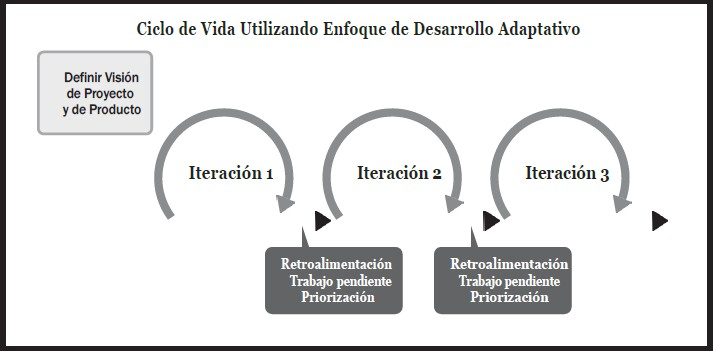 Ciclo de Vida Utilizando Enfoque de Desarrollo Adaptativo
Definir Visión
de Proyecto
y de Producto
Iteración 1
Iteración 2
Iteración 3
Retroalimentación
Trabajo pendiente
Priorización
Retroalimentación
Trabajo pendiente
Priorización